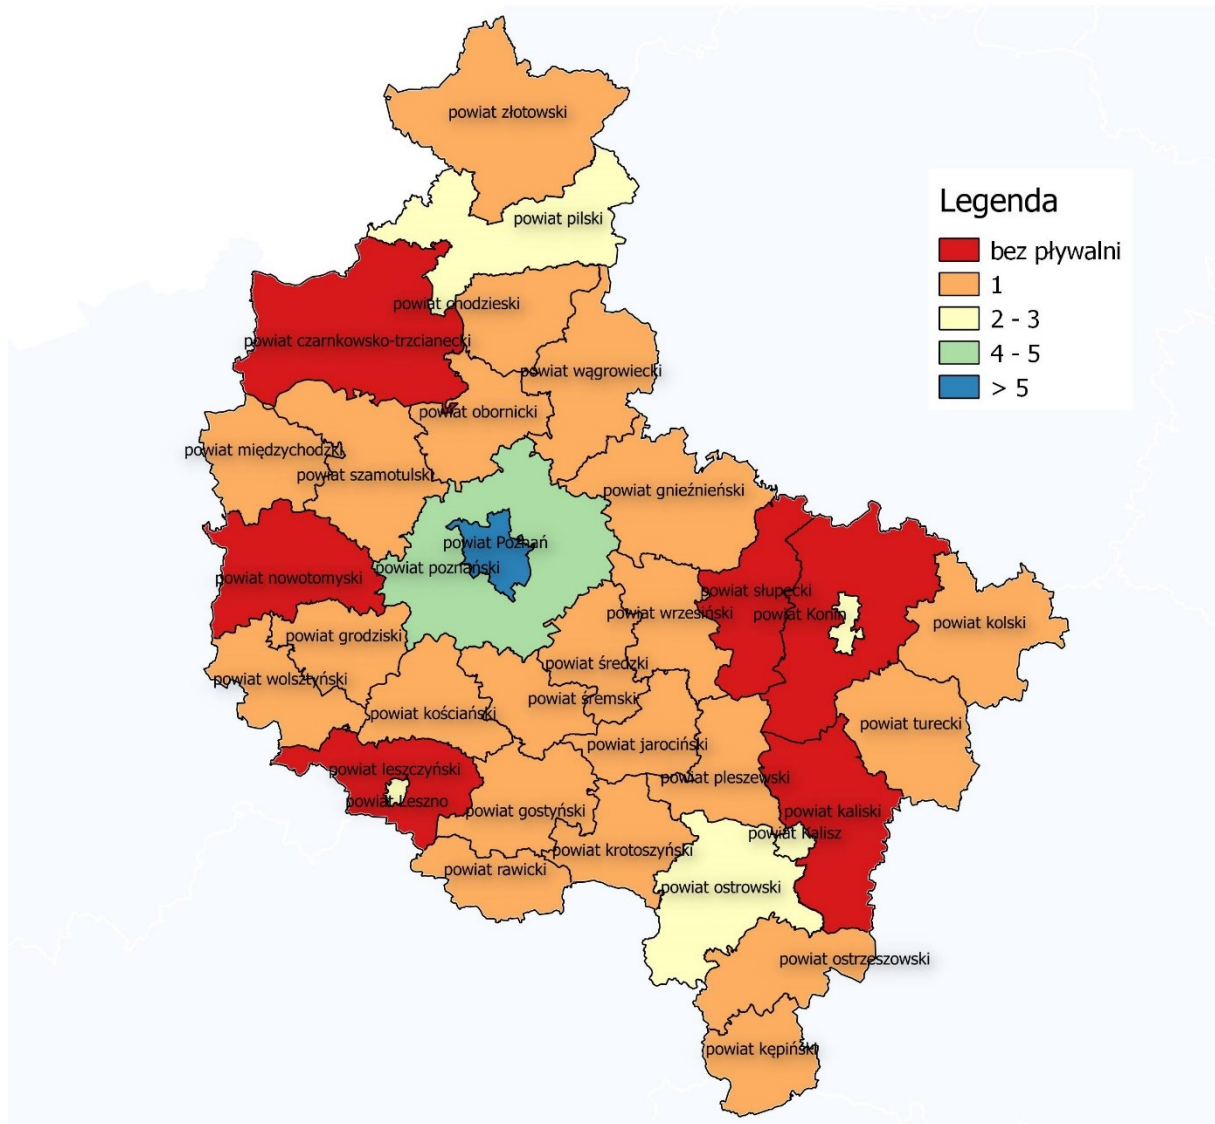 powiat złotowski
powiat pilski
Legenda
bez pływalni
1
2 - 3
4 - 5
> 5
powiat chodzieski
powiat czarnkowsko-trzcianecki
powiat wągrowiecki
powiat obornicki
powiat międzychodzki
powiat szamotulski
powiat gnieźnieński
powiat Poznań
powiat poznański
powiat nowotomyski
powiat słupecki
powiat wrzesiński
powiat Konin
powiat kolski
powiat grodziski
powiat średzki
powiat wolsztyński
powiat śremski
powiat kościański
powiat turecki
powiat jarociński
powiat leszczyński
powiat pleszewski
powiat Leszno
powiat gostyński
powiat kaliski
powiat Kalisz
powiat krotoszyński
powiat rawicki
powiat ostrowski
powiat ostrzeszowski
powiat kępiński